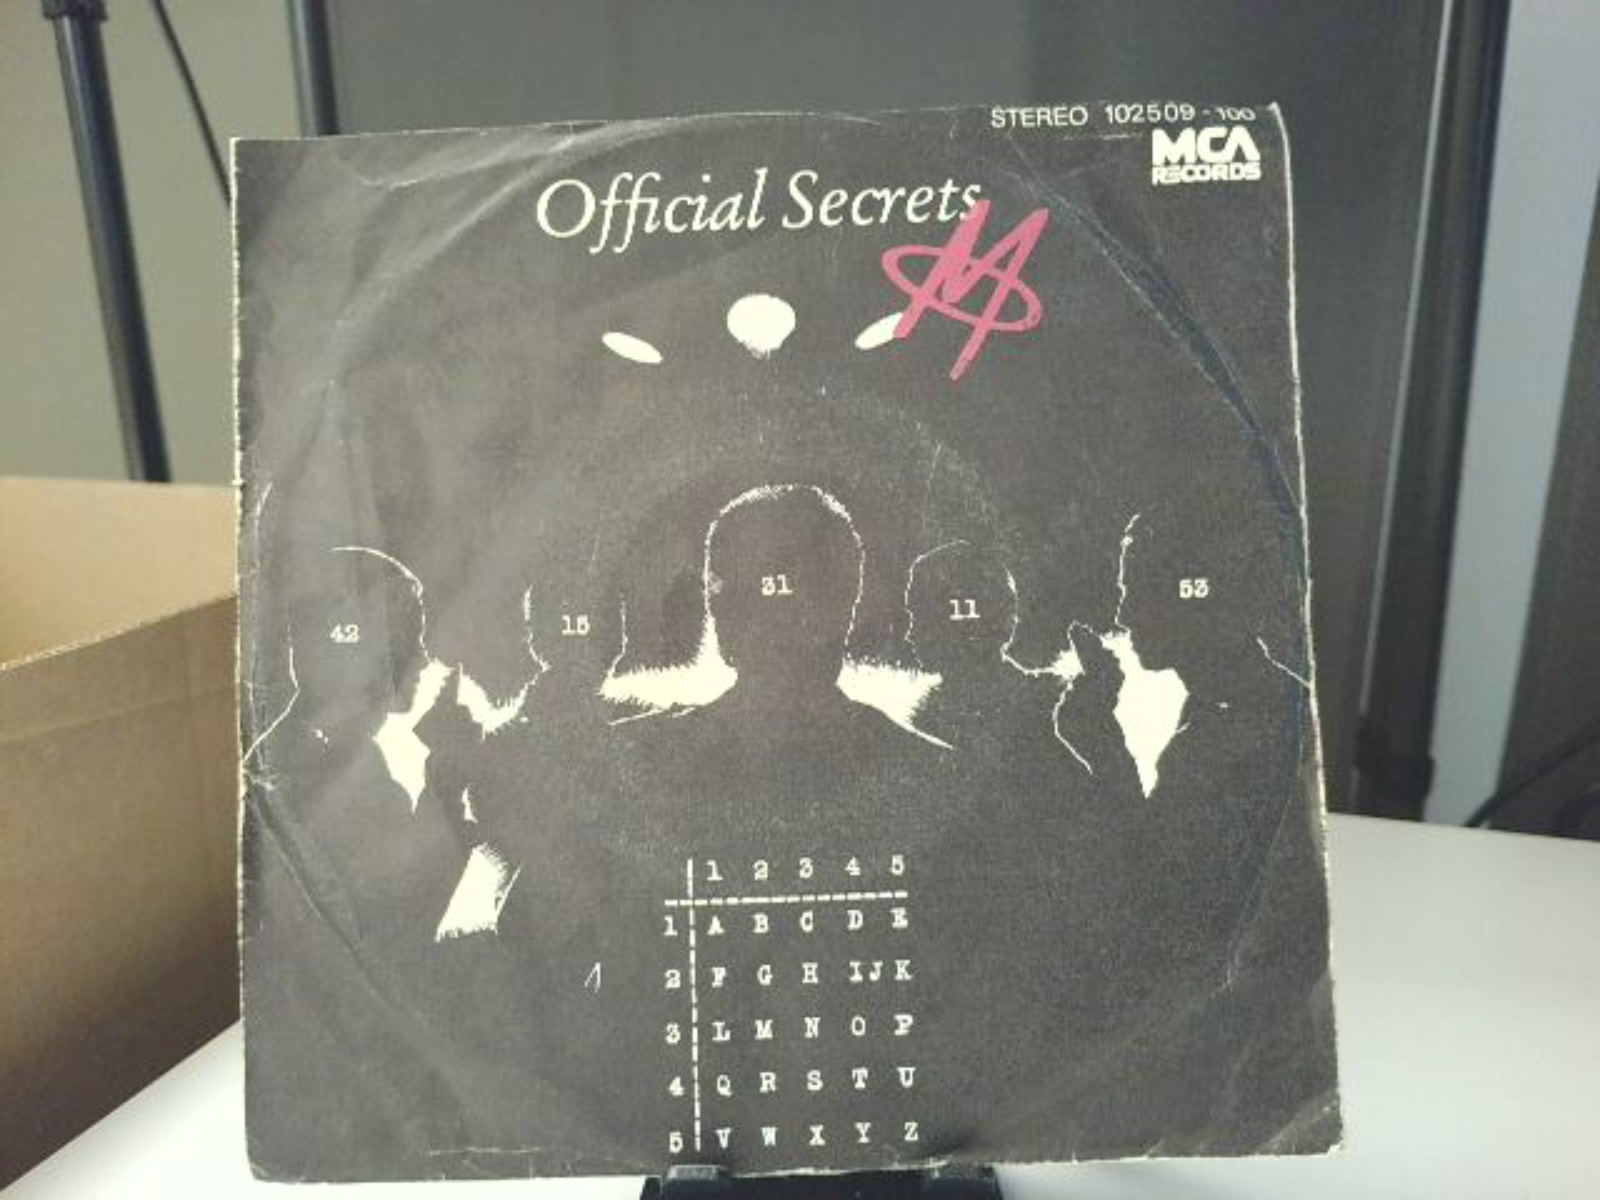 STEREO 102509 - 100
MCA
RECORDS
Official Secrets
M
42 15 31 11 53
1 2 3 4 5
1 A B C D E
2 F G H IJ K
3 L M N O P
4 Q R S T U
5 V W X Y Z